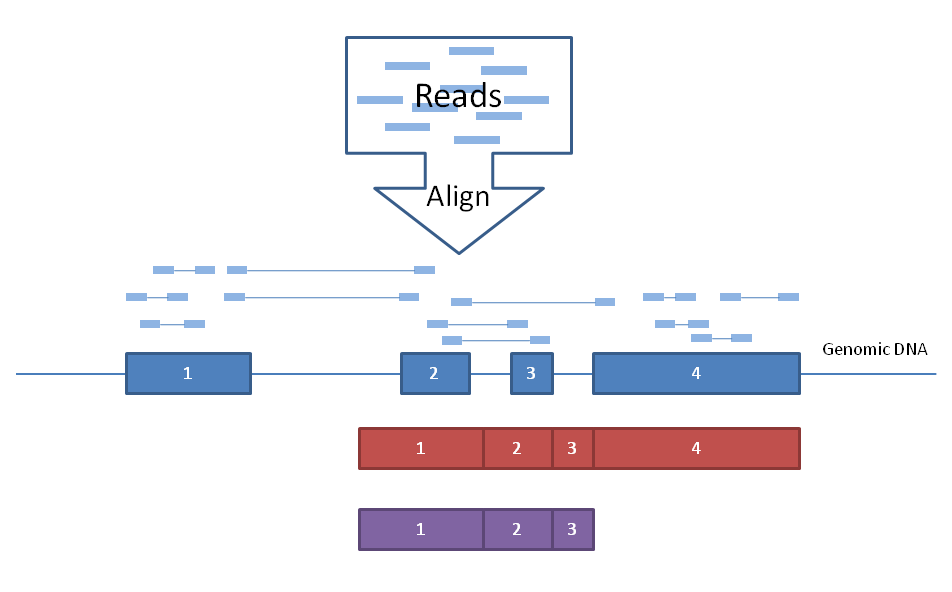 Reads
Align
Genomic DNA
1 2 3 4
1 2 3 4
1 2 3